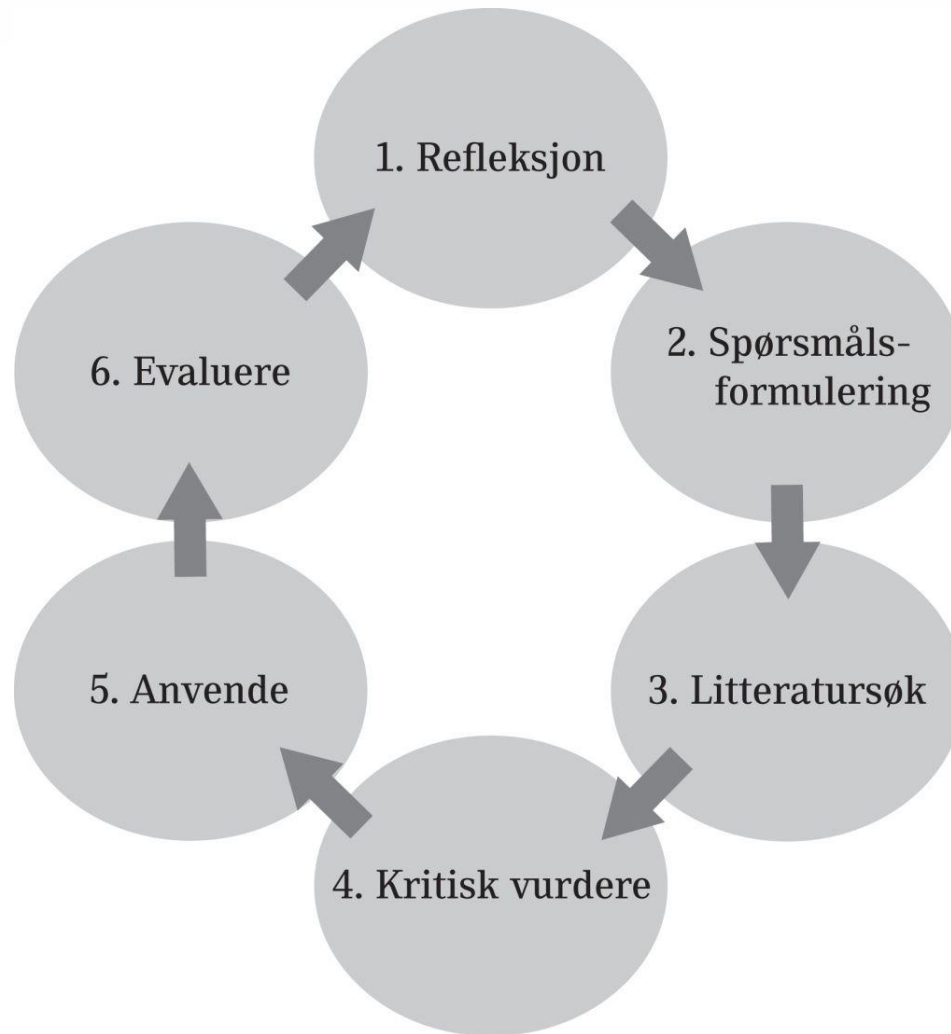 1. Refleksjon
2. Spørsmåls-
formulering
3. Litteratursøk
4. Kritisk vurdere
5. Anvende
6. Evaluere